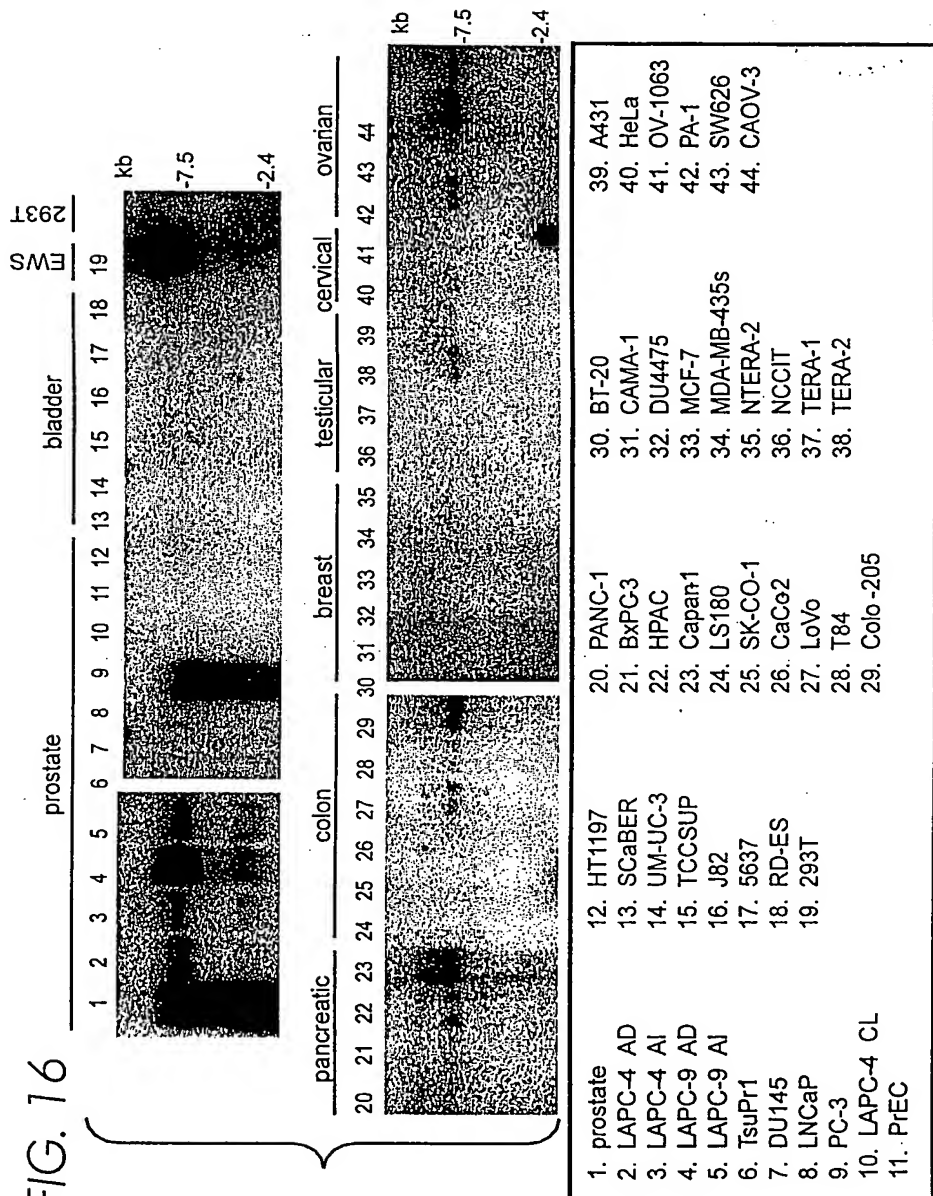 FIG. 16
prostate
bladder
EWS
293T
1 2 3 4 5 6 7 8 9 10 11 12 13 14 15 16 17 18 19
kb
-7.5
-2.4
pancreatic
colon
breast
testicular
cervical
ovarian
20 21 22 23 24 25 26 27 28 29 30 31 32 33 34 35 36 37 38 39 40 41 42 43 44
kb
-7.5
-2.4
1. prostate
2. LAPC-4 AD
3. LAPC-4 AI
4. LAPC-9 AD
5. LAPC-9 AI
6. TsuPr1
7. DU145
8. LNCaP
9. PC-3
10. LAPC-4 CL
11. PrEC
12. HT1197
13. SCaBER
14. UM-UC-3
15. TCCSUP
16. J82
17. 5637
18. RD-ES
19. 293T
20. PANC-1
21. BxPC3
22. HPAC
23. Capan1
24. LS180
25. SK-CO-1
26. CaCo2
27. LoVo
28. T84
29. Colo-205
30. BT-20
31. CAMA-1
32. DU4475
33. MCF-7
34. MDA-MB-435s
35. NTERA-2
36. NCCIT
37. TERA-1
38. TERA-2
39. A431
40. HeLa
41. OV-1063
42. PA-1
43. SW626
44. CAOV-3